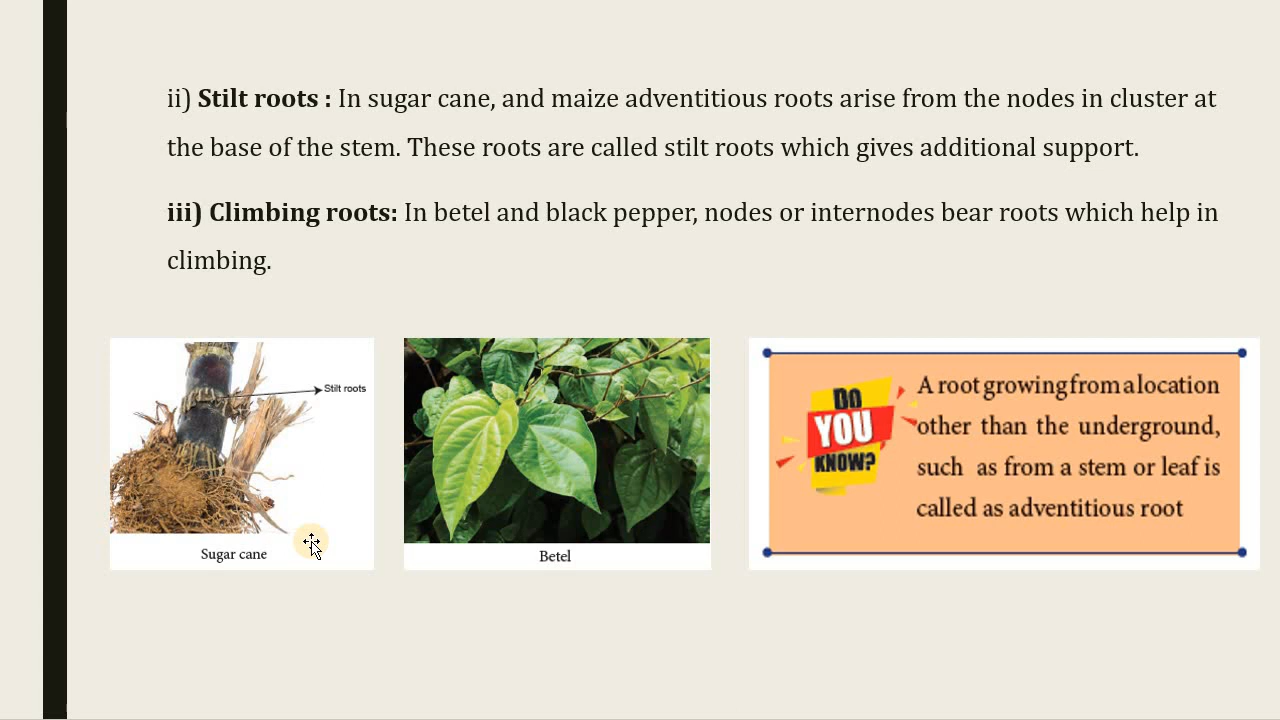 ii) Stilt roots : In sugar cane, and maize adventitious roots arise from the nodes in cluster at
the base of the stem. These roots are called stilt roots which gives additional support.
iii) Climbing roots: In betel and black pepper, nodes or internodes bear roots which help in
climbing.
Stilt roots
Sugar cane
Betel
DO
YOU
KNOW?
A root growing from a location
other than the underground,
such as from a stem or leaf is
called as adventitious root